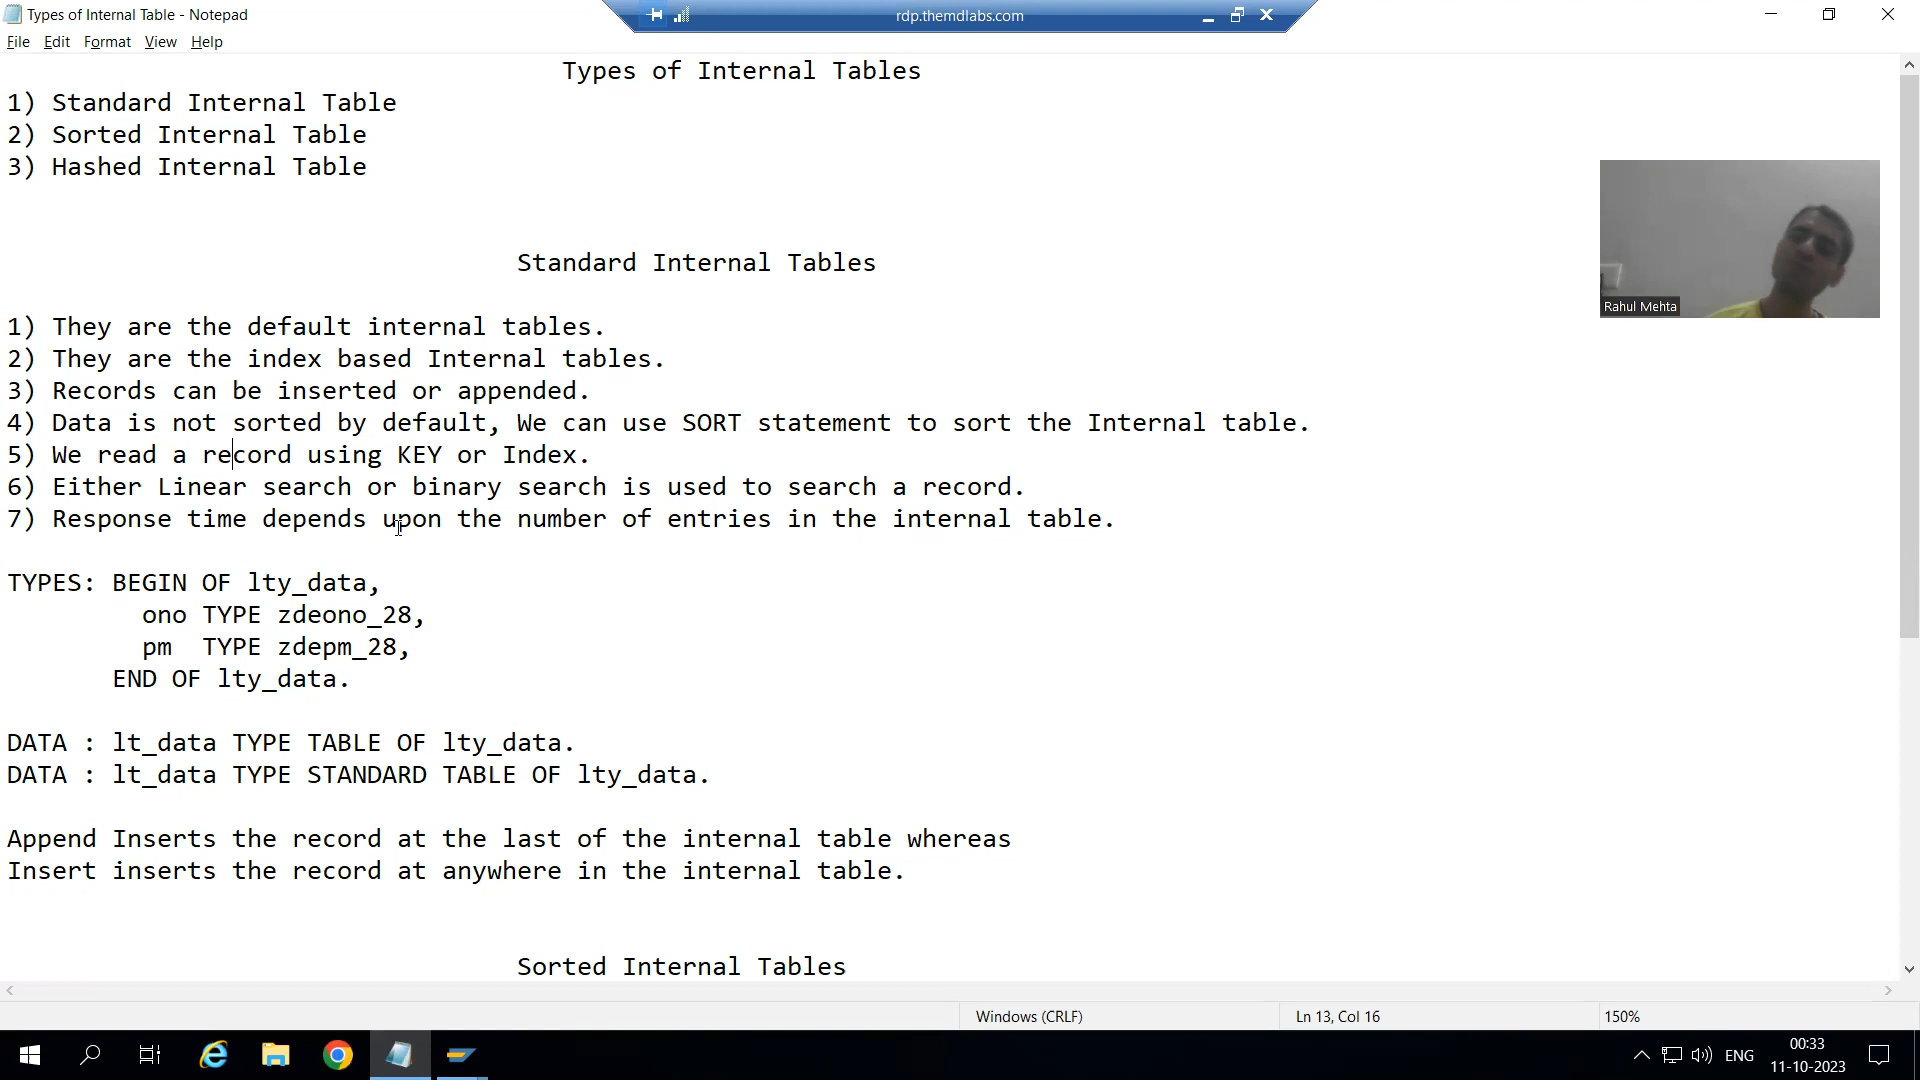 Types of Internal Table - Notepad
rdp.themdlabs.com
File Edit Format View Help
Types of Internal Tables
1) Standard Internal Table
2) Sorted Internal Table
3) Hashed Internal Table
Rahul Mehta
Standard Internal Tables
1) They are the default internal tables.
2) They are the index based Internal tables.
3) Records can be inserted or appended.
4) Data is not sorted by default, We can use SORT statement to sort the Internal table.
5) We read a record using KEY or Index.
6) Either Linear search or binary search is used to search a record.
7) Response time depends upon the number of entries in the internal table.
TYPES: BEGIN OF lty_data,
ono TYPE zdeono_28,
pm TYPE zdepm_28,
END OF lty_data.
DATA : lt_data TYPE TABLE OF lty_data.
DATA : lt_data TYPE STANDARD TABLE OF lty_data.
Append Inserts the record at the last of the internal table whereas
Insert inserts the record at anywhere in the internal table.
Sorted Internal Tables
Windows (CRLF) Ln 13, Col 16 150%
ENG
00:33
11-10-2023